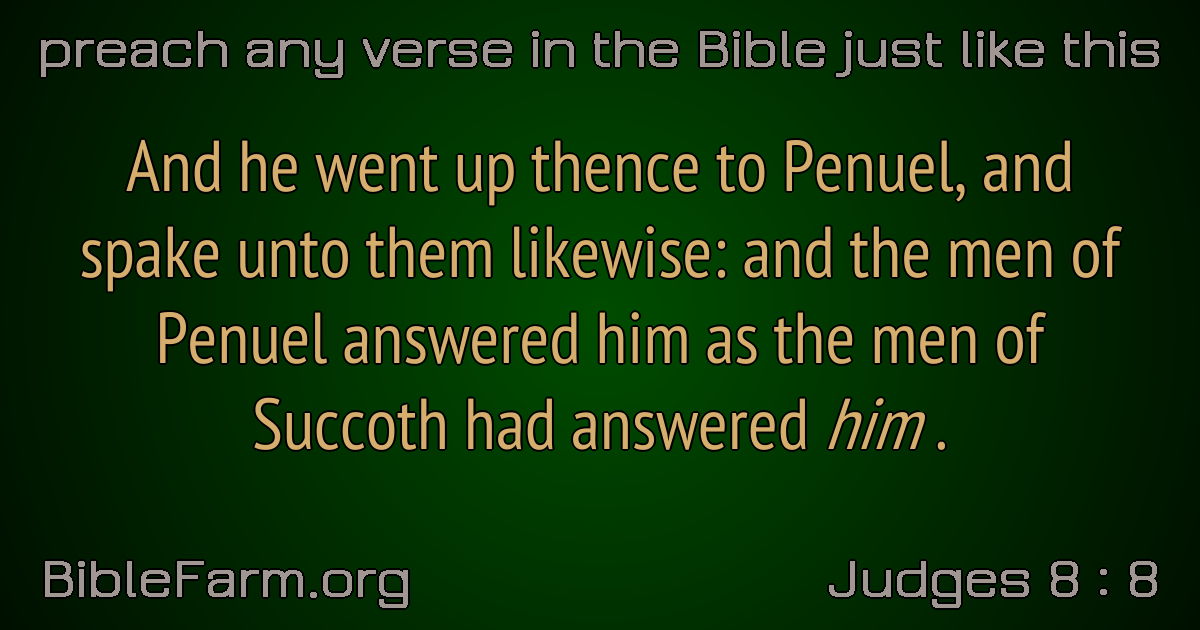 preach any verse in the Bible just like this
And he went up thence to Penuel, and
spake unto them likewise: and the men of
Penuel answered him as the men of
Succoth had answered him .
BibleFarm.org
Judges 8 : 8